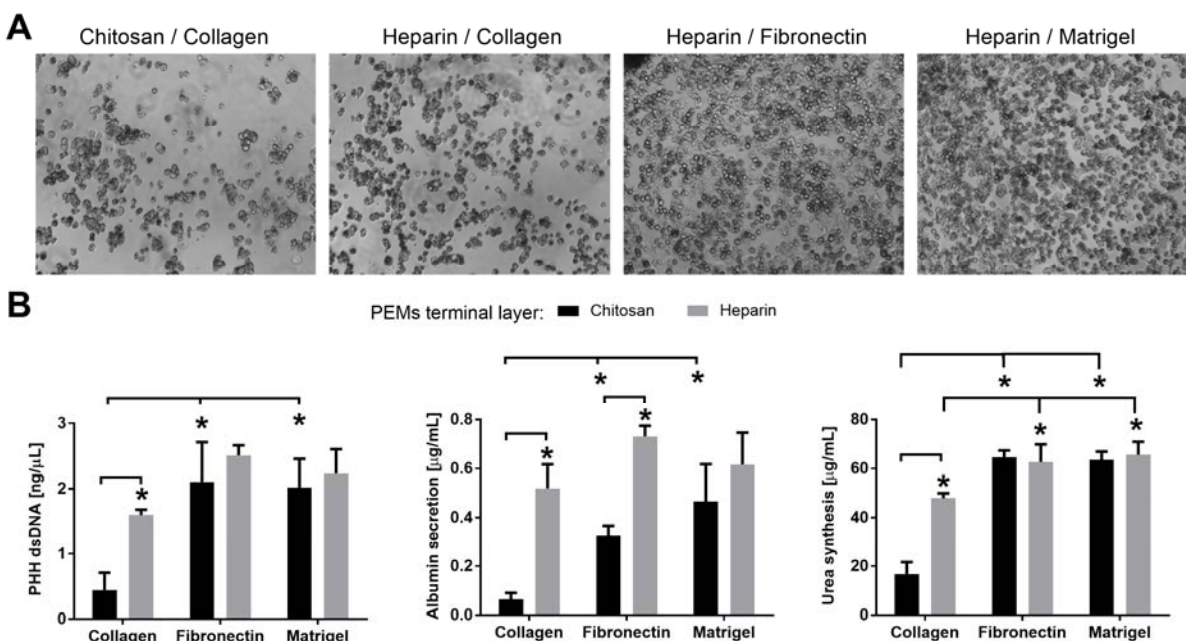 A
Chitosan / Collagen
Heparin / Collagen
Heparin / Fibronectin
Heparin / Matrigel
B
PEMs terminal layer: Chitosan Heparin
PHH dsDNA [ng/µL]
3
2
1
0
* * *
Collagen Fibronectin Matrigel
Albumin secretion [µg/mL]
0.8
0.6
0.4
0.2
0.0
* * * *
Collagen Fibronectin Matrigel
Urea synthesis [µg/mL]
80
60
40
20
0
* *
* * *
Collagen Fibronectin Matrigel